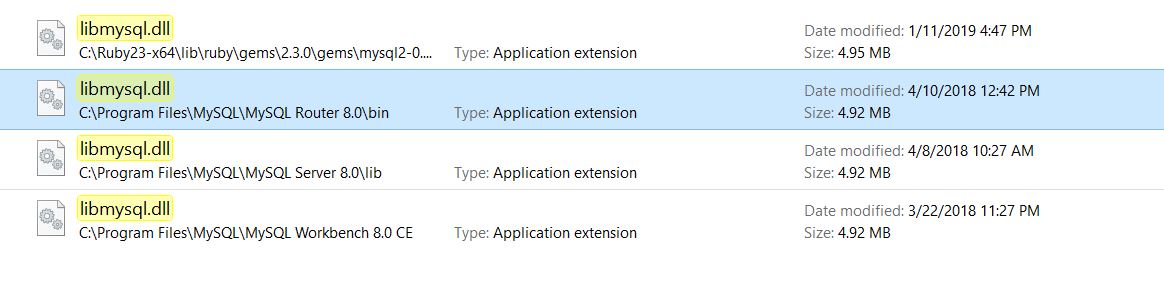 libmysql.dll Date modified: 1/11/2019 4:47 PM
C:\Ruby23-x64\lib\ruby\gems\2.3.0\gems\mysql2-0.... Type: Application extension Size: 4.95 MB
libmysql.dll Date modified: 4/10/2018 12:42 PM
C:\Program Files\MySQL\MySQL Router 8.0\bin Type: Application extension Size: 4.92 MB
libmysql.dll Date modified: 4/8/2018 10:27 AM
C:\Program Files\MySQL\MySQL Server 8.0\lib Type: Application extension Size: 4.92 MB
libmysql.dll Date modified: 3/22/2018 11:27 PM
C:\Program Files\MySQL\MySQL Workbench 8.0 CE Type: Application extension Size: 4.92 MB